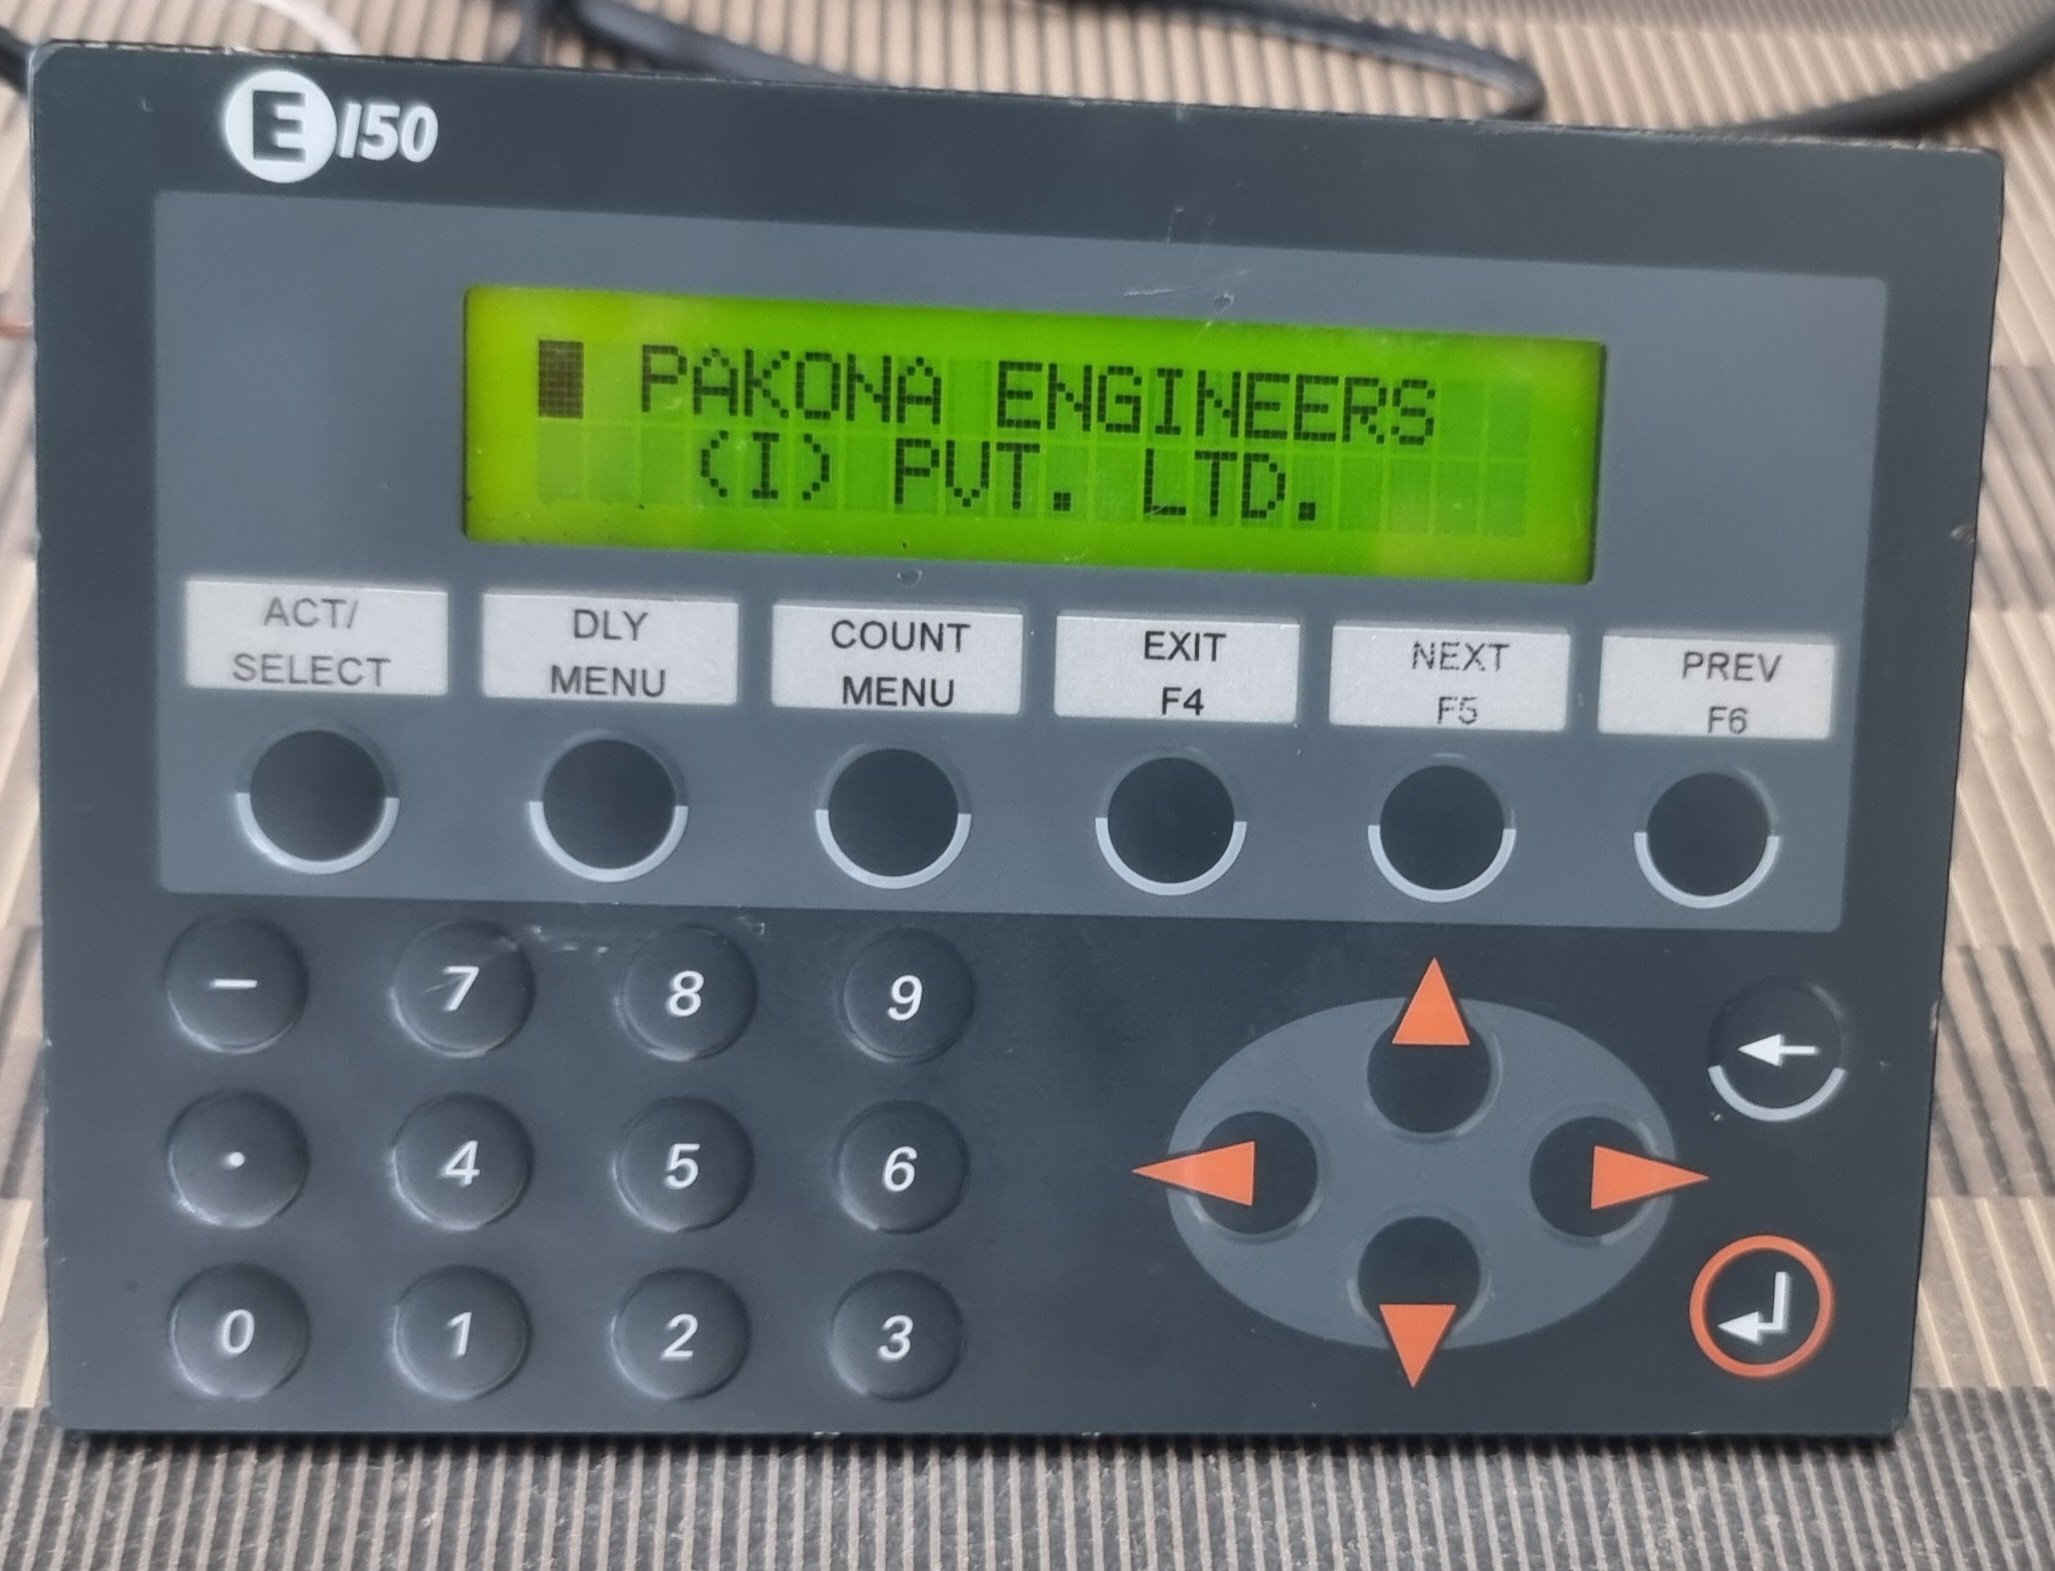 E150
PAKONA ENGINEERS
(I) PVT. LTD.
ACT/
SELECT
DLY
MENU
COUNT
MENU
EXIT
F4
NEXT
F5
PREV
F6
- 7 8 9
. 4 5 6
0 1 2 3